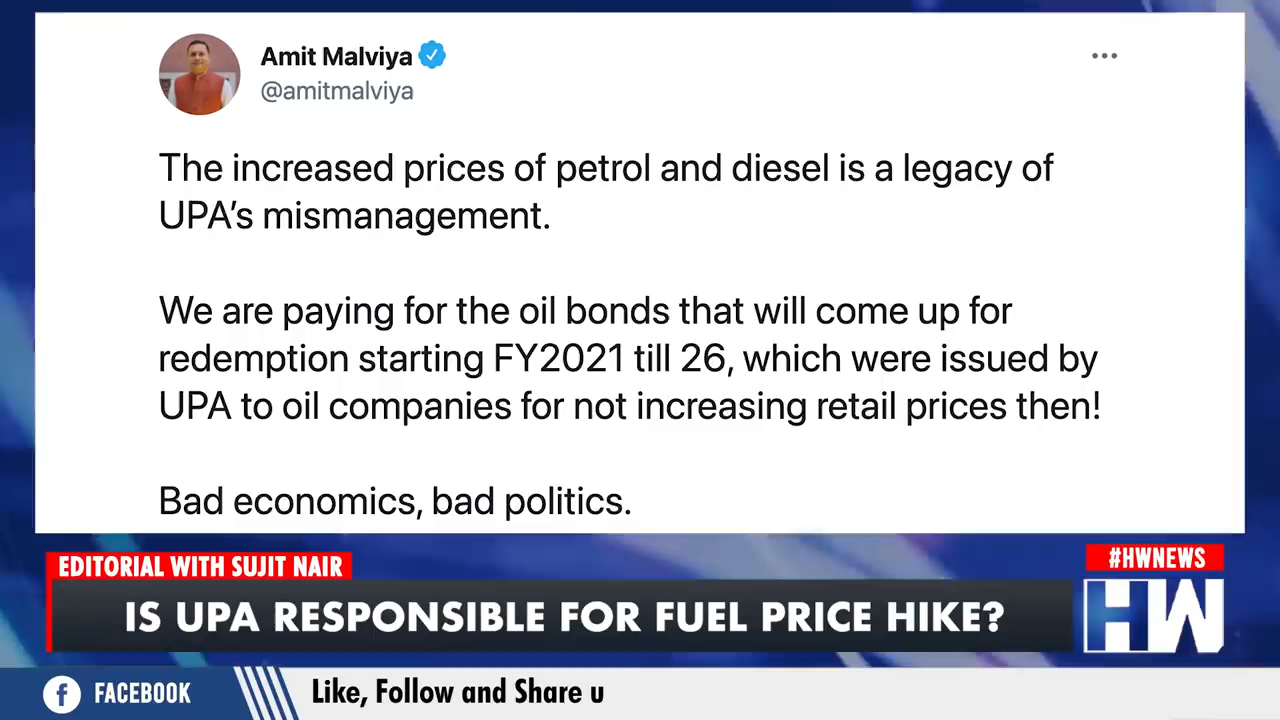 Amit Malviya
@amitmalviya
The increased prices of petrol and diesel is a legacy of
UPA's mismanagement.
We are paying for the oil bonds that will come up for
redemption starting FY2021 till 26, which were issued by
UPA to oil companies for not increasing retail prices then!
Bad economics, bad politics.
EDITORIAL WITH SUJIT NAIR
#HWNEWS
IS UPA RESPONSIBLE FOR FUEL PRICE HIKE?
HW
f FACEBOOK
Like, Follow and Share u